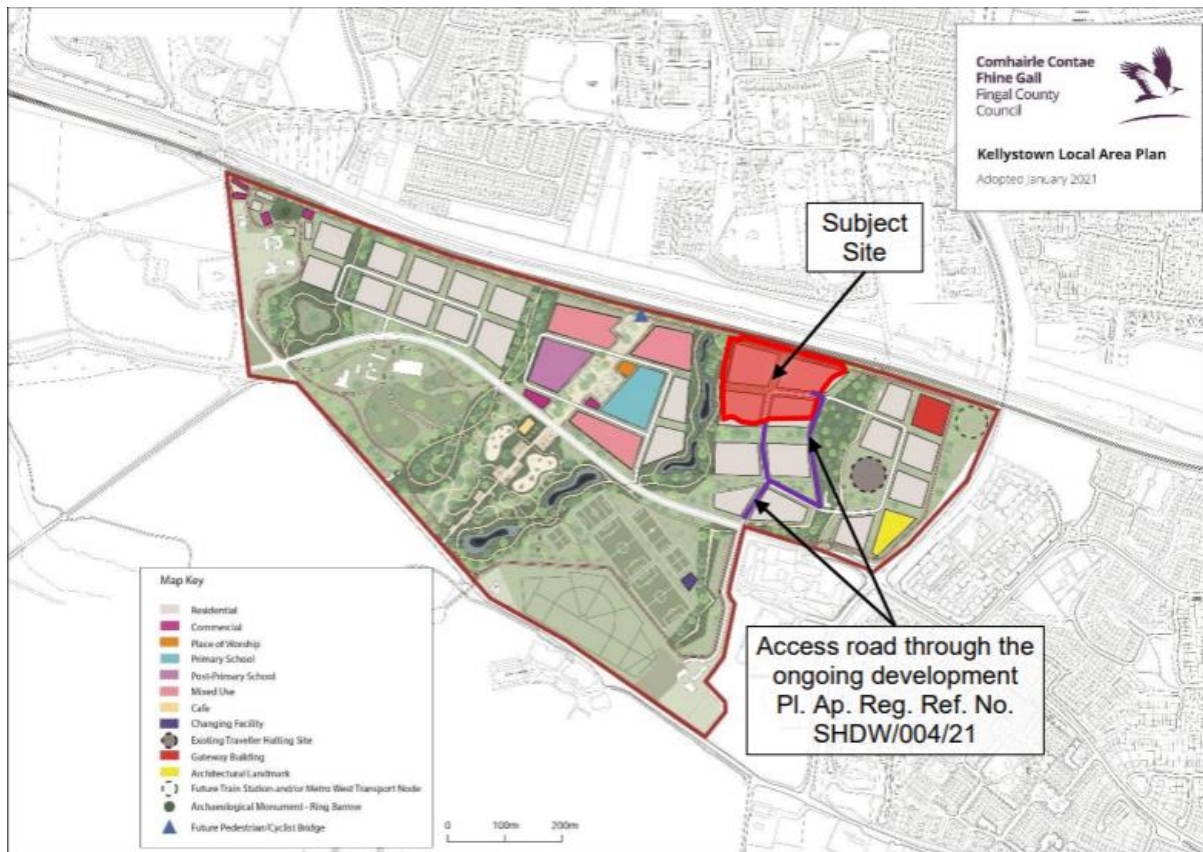 Comhairle Contae
Fhine Gall
Fingal County
Council
Kellystown Local Area Plan
Adopted January 2021
Subject
Site
Access road through the
ongoing development
Pl. Ap. Reg. Ref. No.
SHDW/004/21
Map Key
Residential
Commercial
Place of Worship
Primary School
Post-Primary School
Mixed Use
Cafe
Changing Facility
Existing Traveller Halting Site
Gateway Building
Architectural Landmark
Future Train Station and/or Metro West Transport Node
Archaeological Monument - Ring Barrow
Future Pedestrian/Cyclist Bridge
0 100m 200m